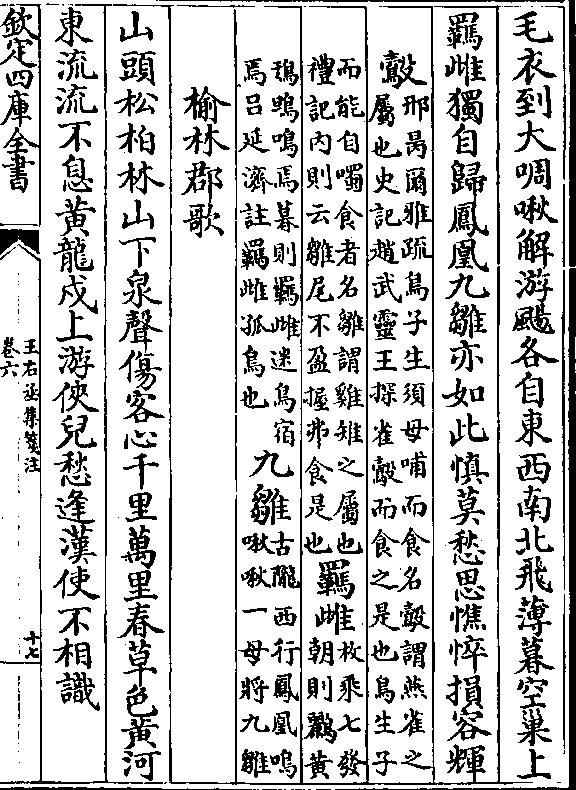 毛衣到大啁啾解游颺各自東西南北飛薄暮空巢上
羈雌獨自歸鳳凰九雛亦如此慎莫愁思憔悴損容輝
鷇
邢昺爾雅疏鳥子生須母哺而食名鷇謂燕雀之
屬也史記趙武靈王探雀鷇而食之是也鳥生子
而能自噣食者名雛謂雞雉之屬也
禮記內則云雛尾不盈握弗食是也
羈雌
枚乘七發
朝則鸝黃
鳱鴠鳴焉暮則羈雌迷鳥宿
焉呂延濟註羈雌孤鳥也
九雛
古隴西行鳳凰鳴
啾啾一母將九雛
榆林郡歌
山頭松柏林山下泉聲傷客心千里萬里春草色黃河
東流流不息黃龍戍上游俠兒愁逢漢使不相識
欽定四庫全書
王右丞集箋注
卷六
十七